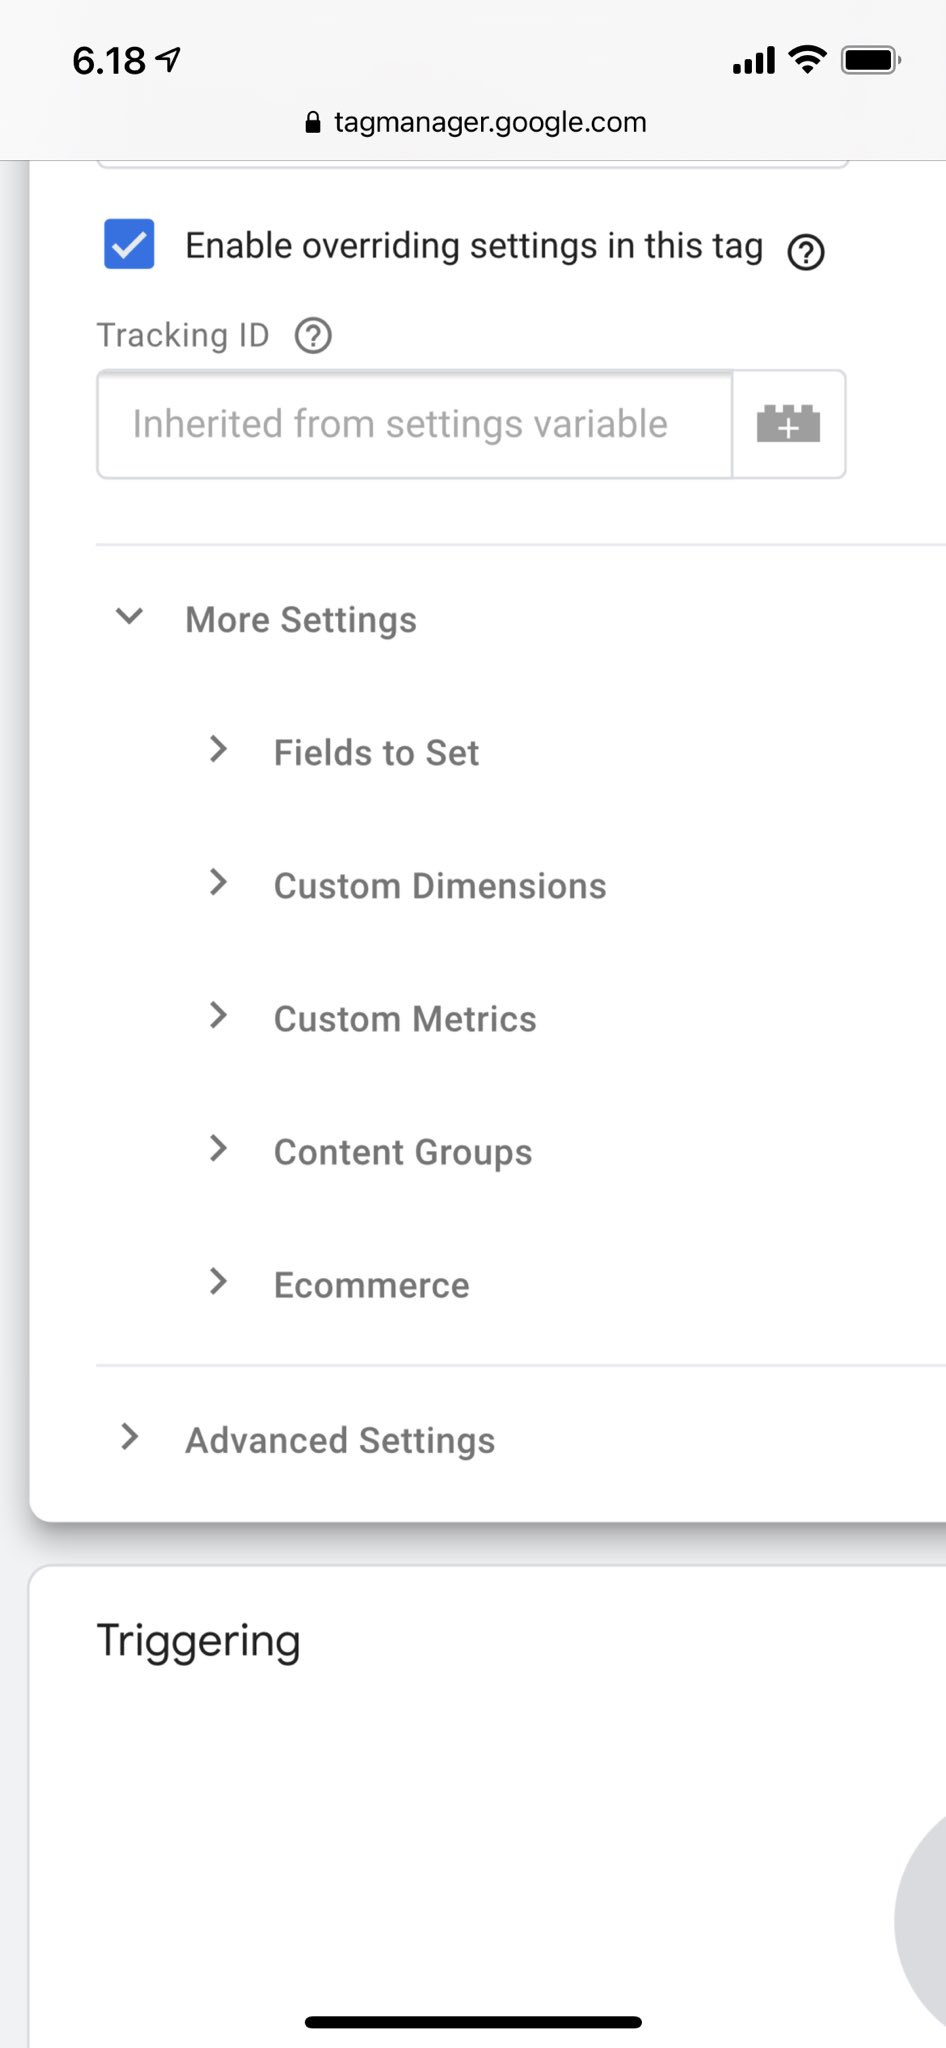 6.18
tagmanager.google.com
Enable overriding settings in this tag
Tracking ID
Inherited from settings variable
More Settings
Fields to Set
Custom Dimensions
Custom Metrics
Content Groups
Ecommerce
Advanced Settings
Triggering